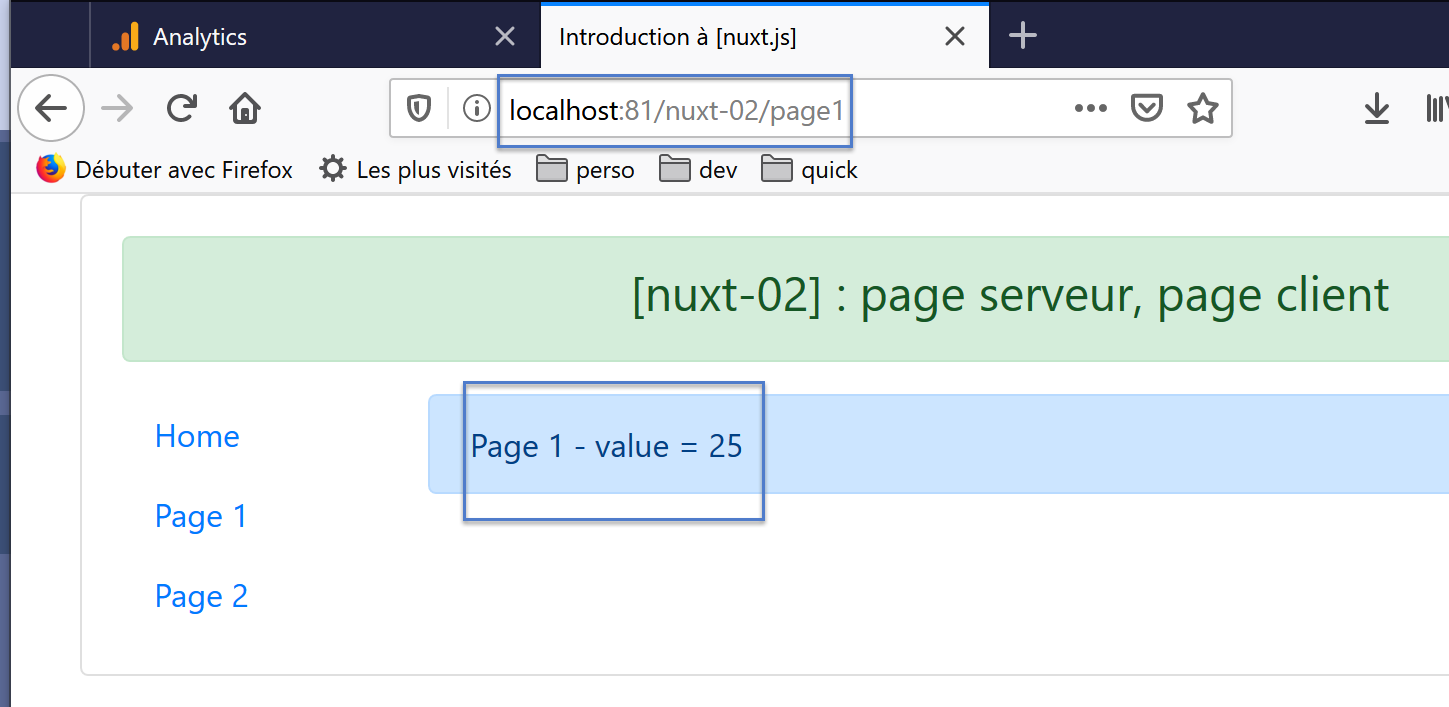 Analytics
Introduction à [nuxt.js]
localhost:81/nuxt-02/page1
Débuter avec Firefox Les plus visités perso dev quick
[nuxt-02] : page serveur, page client
Home
Page 1 - value = 25
Page 1
Page 2